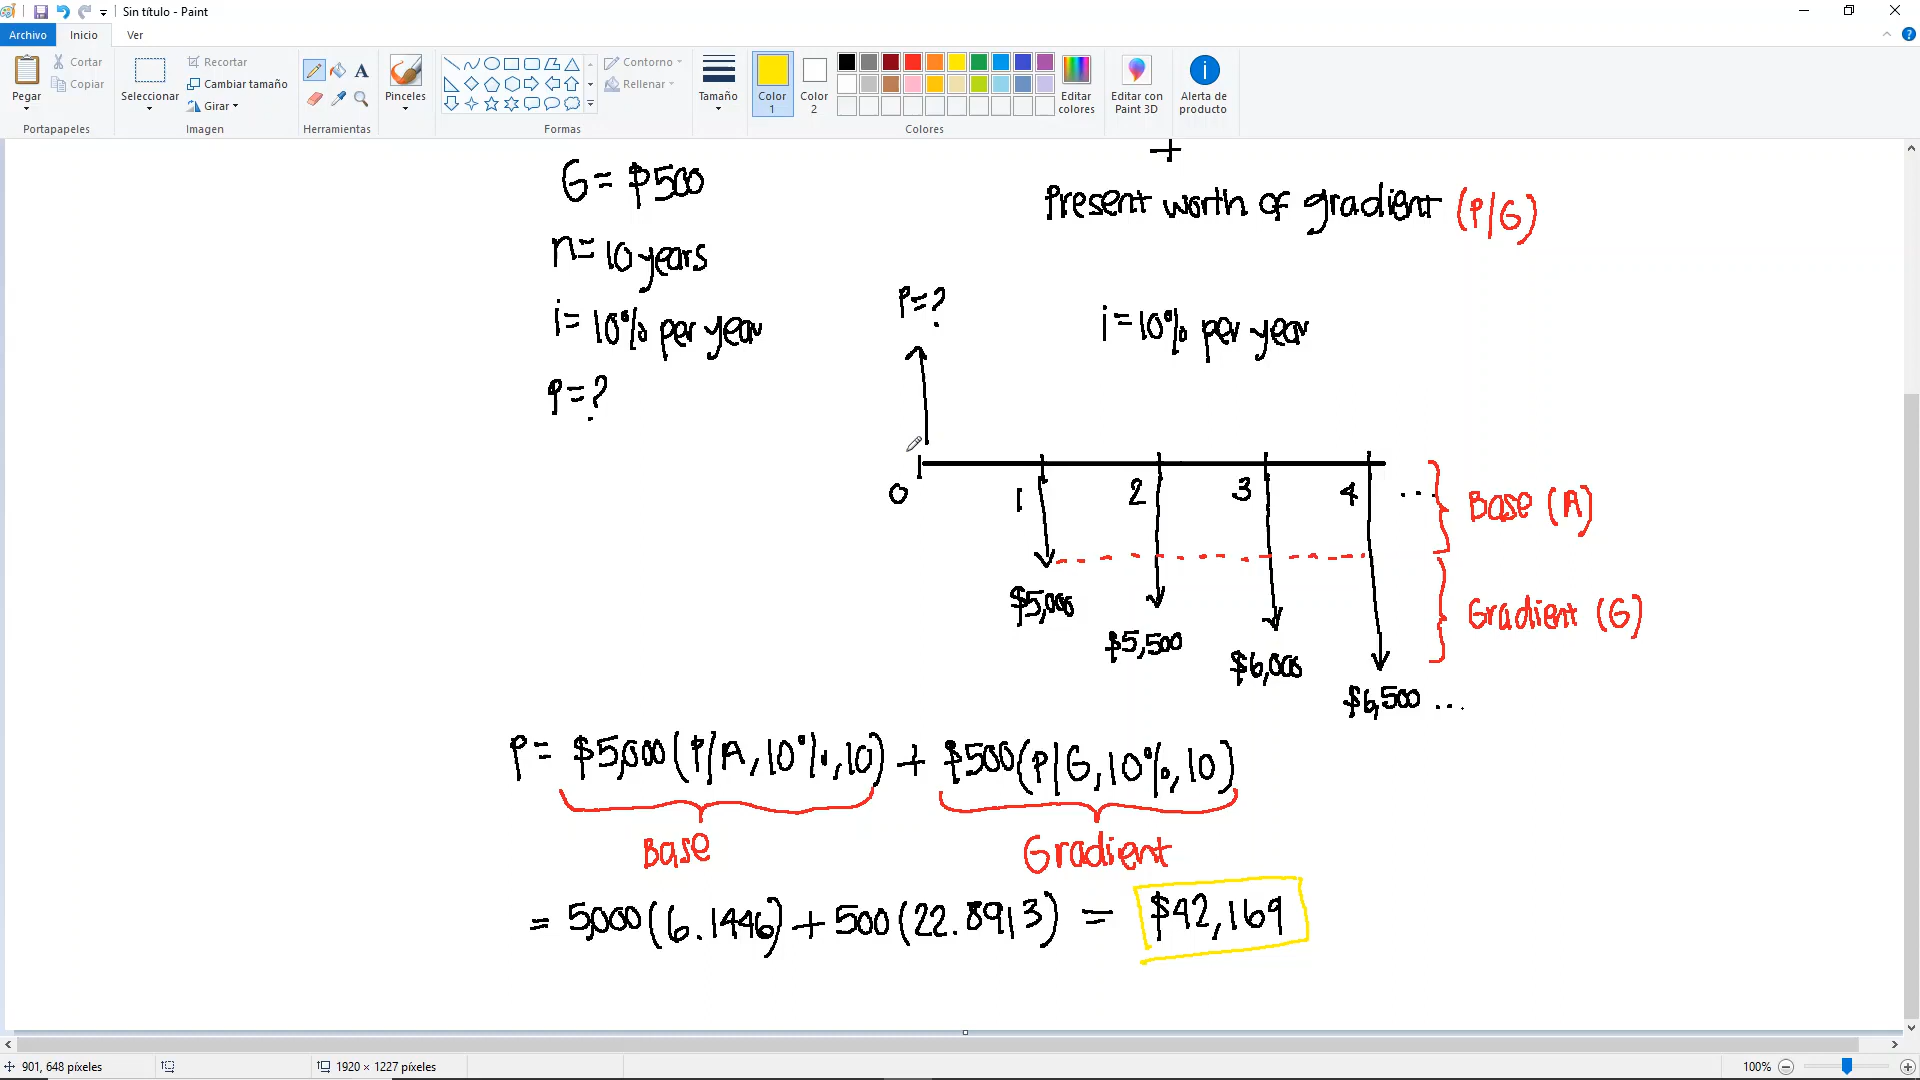 Sin título - Paint
Archivo Inicio Ver
Pegar
Cortar
Copiar
Portapapeles
Seleccionar
Recortar
Cambiar tamaño
Girar
Imagen
A
Herramientas
Pinceles
Contorno
Rellenar
Formas
Tamaño
Color 1
Color 2
Editar colores
Colores
Editar con Paint 3D
Alerta de producto
+
G = $500
Present worth of gradient (P/G)
n = 10 years
i = 10% per year
P = ?
P = ?
i = 10% per year
0 1 2 3 4 ...
Base (A)
$5,000
$5,500
$6,000
$6,500 ...
Gradient (G)
P = $5,000 (P/A, 10%, 10) + $500 (P/G, 10%, 10)
Base Gradient
= 5,000 (6.1446) + 500 (22.8913) = $42,169
901, 648 píxeles
1920 × 1227 píxeles
100%